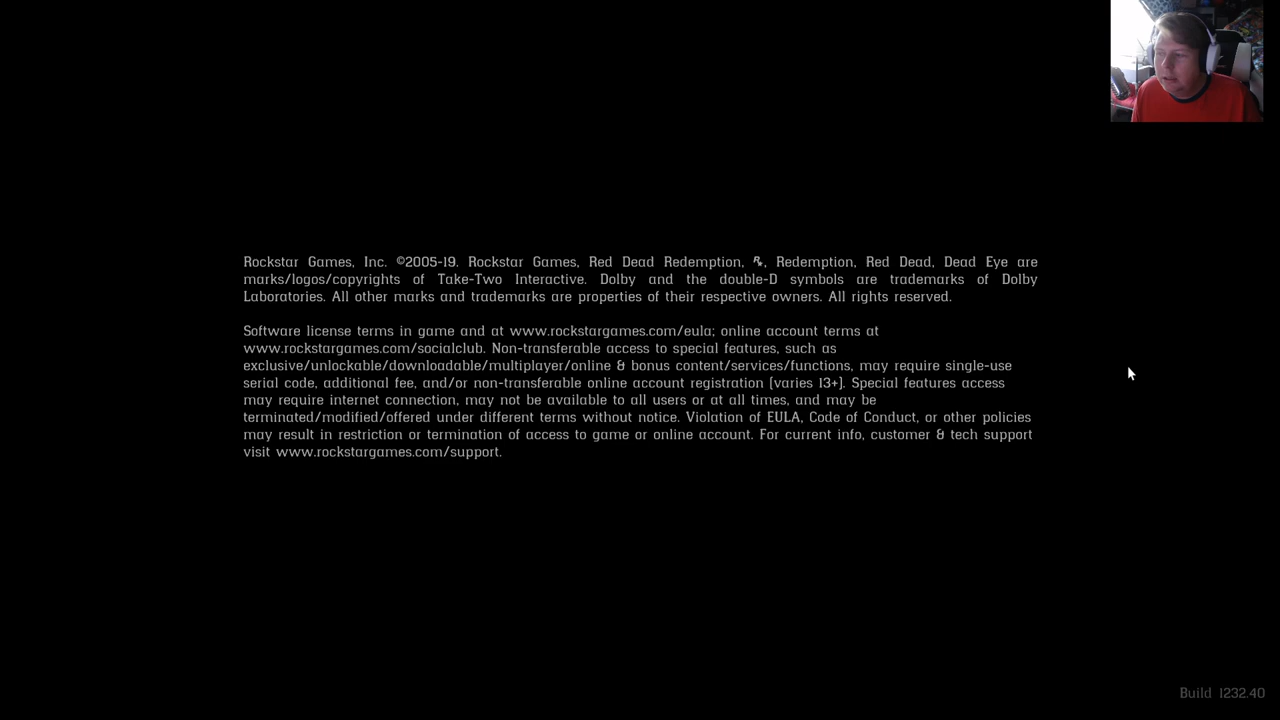 Rockstar Games, Inc. ©2005-19. Rockstar Games, Red Dead Redemption, , Redemption, Red Dead, Dead Eye are
marks/logos/copyrights of Take-Two Interactive. Dolby and the double-D symbols are trademarks of Dolby
Laboratories. All other marks and trademarks are properties of their respective owners. All rights reserved.
Software license terms in game and at www.rockstargames.com/eula; online account terms at
www.rockstargames.com/socialclub. Non-transferable access to special features, such as
exclusive/unlockable/downloadable/multiplayer/online & bonus content/services/functions, may require single-use
serial code, additional fee, and/or non-transferable online account registration (varies 13+). Special features access
may require internet connection, may not be available to all users or at all times, and may be
terminated/modified/offered under different terms without notice. Violation of EULA, Code of Conduct, or other policies
may result in restriction or termination of access to game or online account. For current info, customer & tech support
visit www.rockstargames.com/support.
Build 1232.40